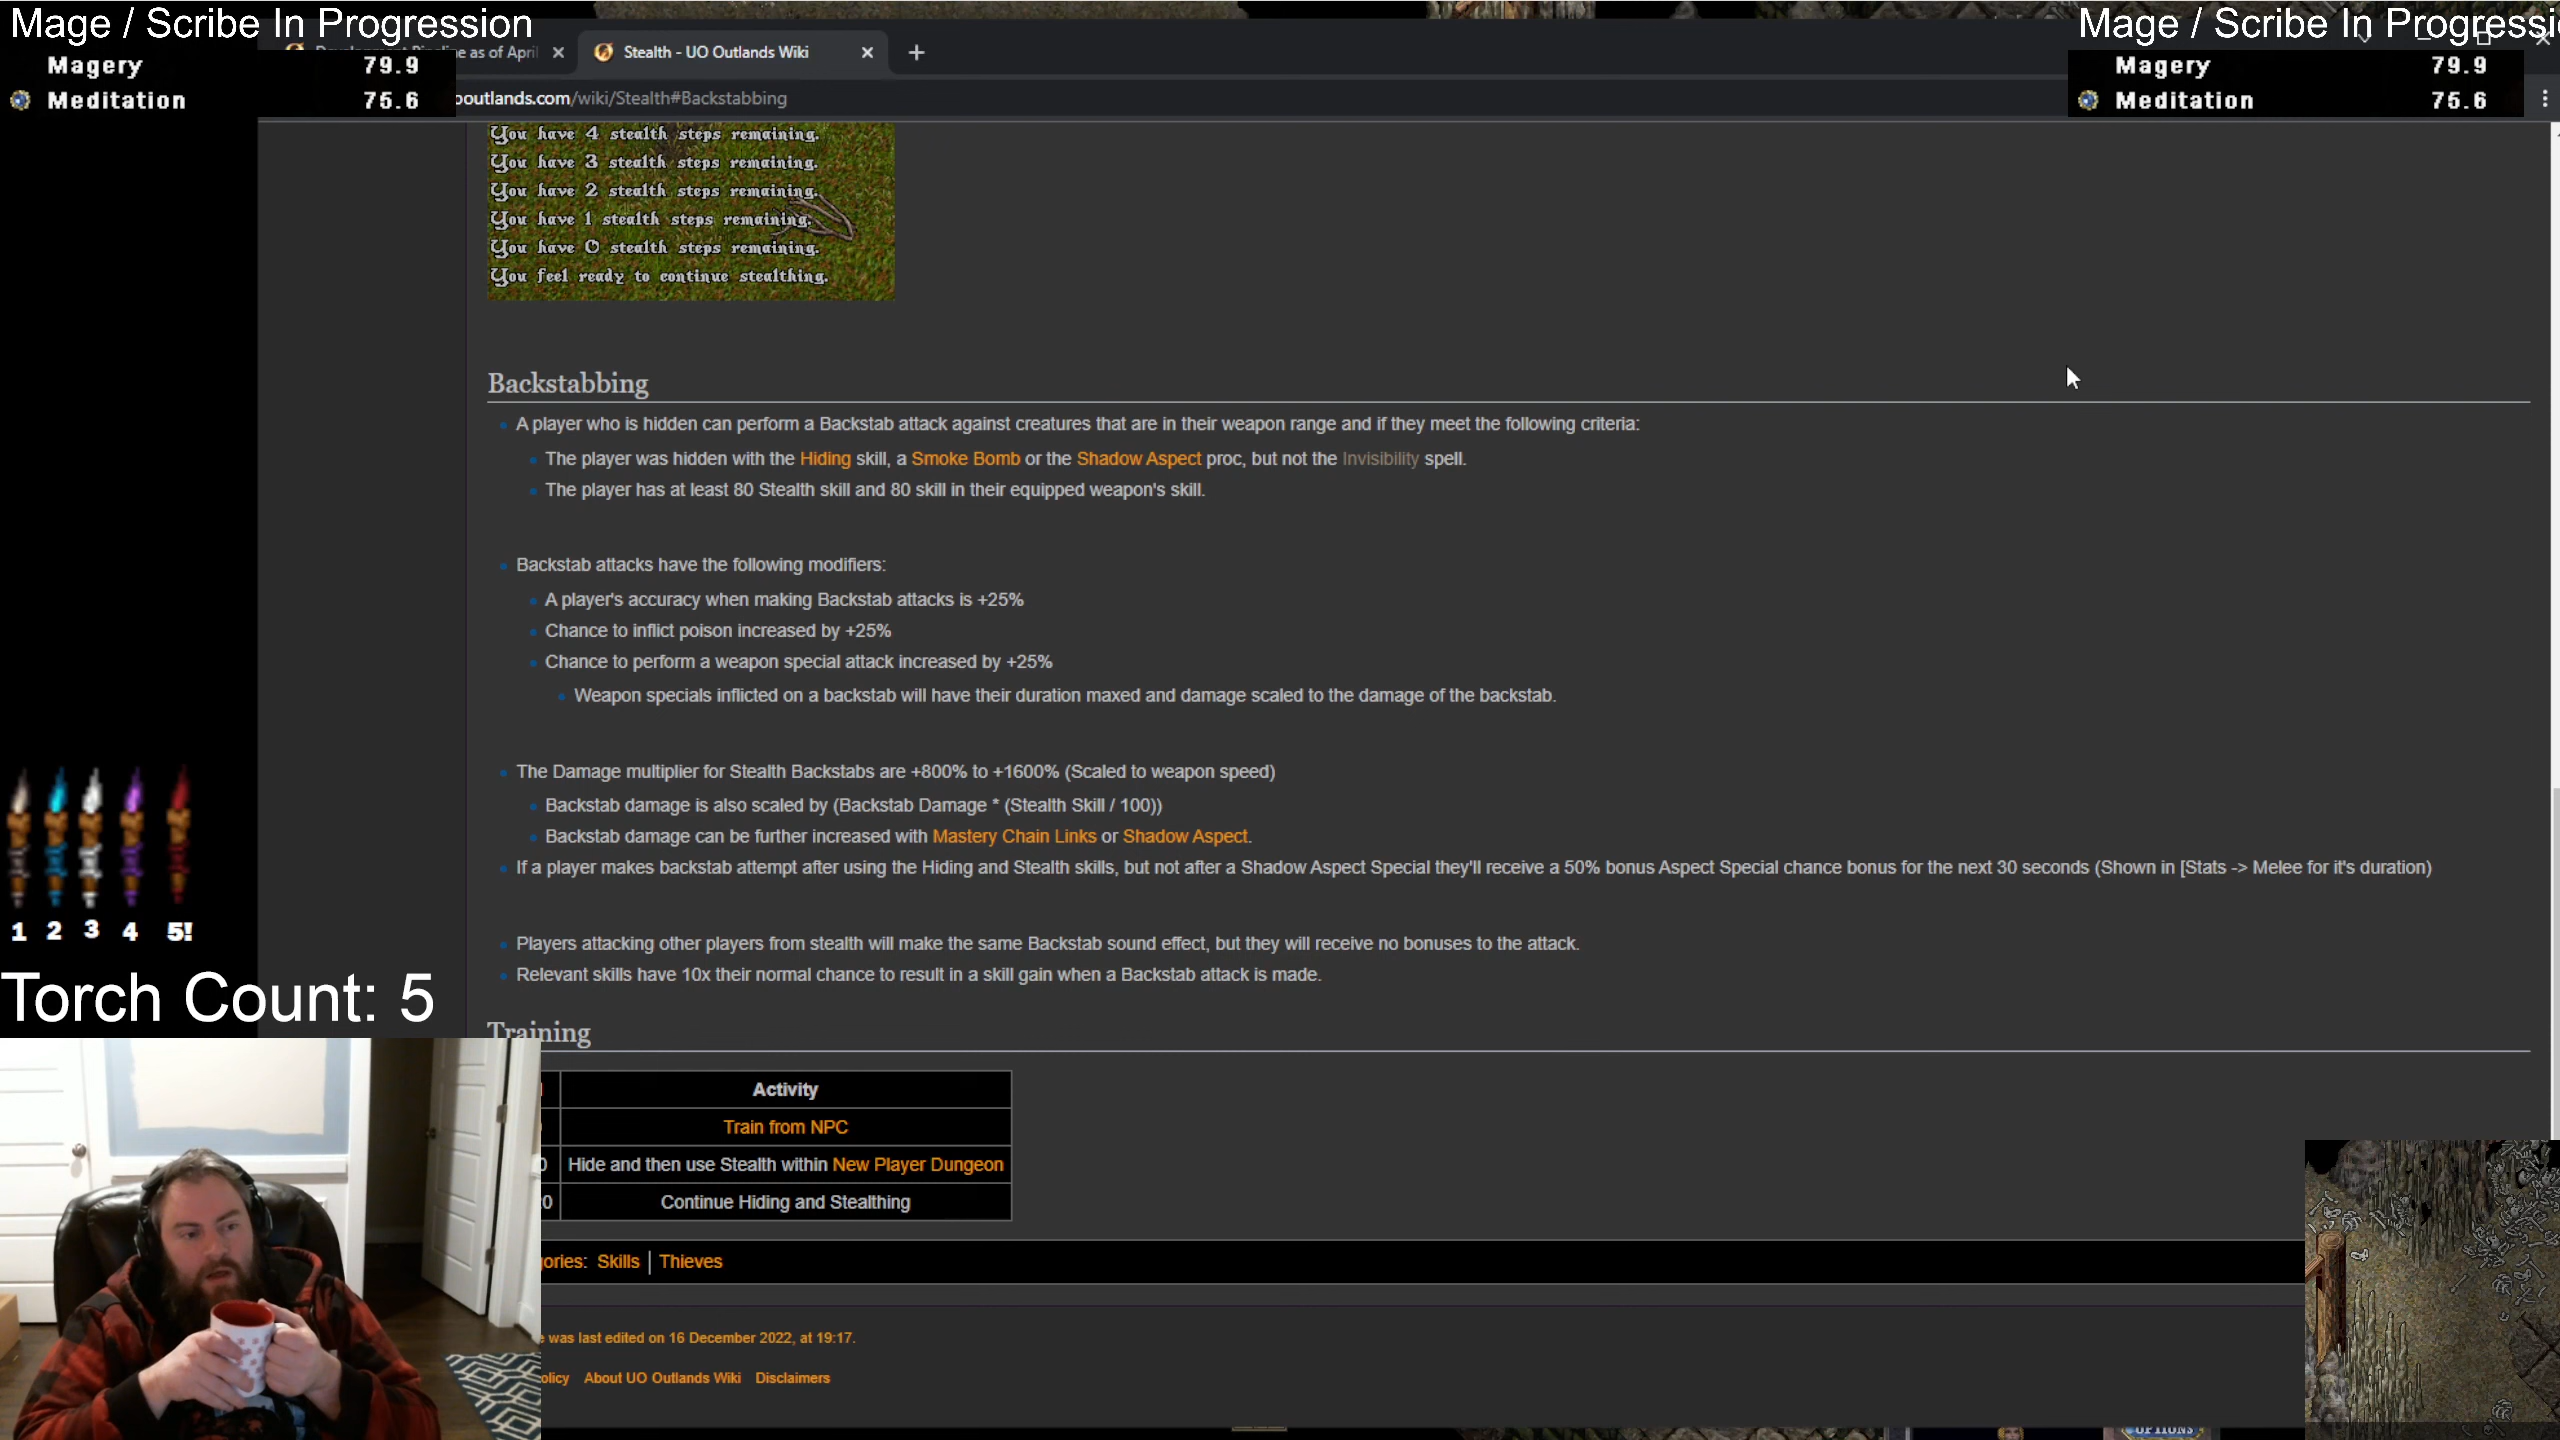 Mage / Scribe In Progression
Magery 79.9
Meditation 75.6
Mage / Scribe In Progressi
Magery 79.9
Meditation 75.6
e as of April
Stealth - UO Outlands Wiki
outlands.com/wiki/Stealth#Backstabbing
You have 4 stealth steps remaining.
You have 3 stealth steps remaining.
You have 2 stealth steps remaining.
You have 1 stealth steps remaining.
You have 0 stealth steps remaining.
You feel ready to continue stealthing.
Backstabbing
A player who is hidden can perform a Backstab attack against creatures that are in their weapon range and if they meet the following criteria:
The player was hidden with the Hiding skill, a Smoke Bomb or the Shadow Aspect proc, but not the Invisibility spell.
The player has at least 80 Stealth skill and 80 skill in their equipped weapon's skill.
Backstab attacks have the following modifiers:
A player's accuracy when making Backstab attacks is +25%
Chance to inflict poison increased by +25%
Chance to perform a weapon special attack increased by +25%
Weapon specials inflicted on a backstab will have their duration maxed and damage scaled to the damage of the backstab.
The Damage multiplier for Stealth Backstabs are +800% to +1600% (Scaled to weapon speed)
Backstab damage is also scaled by (Backstab Damage * (Stealth Skill / 100))
Backstab damage can be further increased with Mastery Chain Links or Shadow Aspect.
If a player makes backstab attempt after using the Hiding and Stealth skills, but not after a Shadow Aspect Special they'll receive a 50% bonus Aspect Special chance bonus for the next 30 seconds (Shown in [Stats -> Melee for it's duration)
Players attacking other players from stealth will make the same Backstab sound effect, but they will receive no bonuses to the attack.
Relevant skills have 10x their normal chance to result in a skill gain when a Backstab attack is made.
1 2 3 4 5!
Torch Count: 5
Training
Activity
Train from NPC
0 Hide and then use Stealth within New Player Dungeon
0 Continue Hiding and Stealthing
ories: Skills | Thieves
e was last edited on 16 December 2022, at 19:17.
olicy About UO Outlands Wiki Disclaimers
OPTIONS